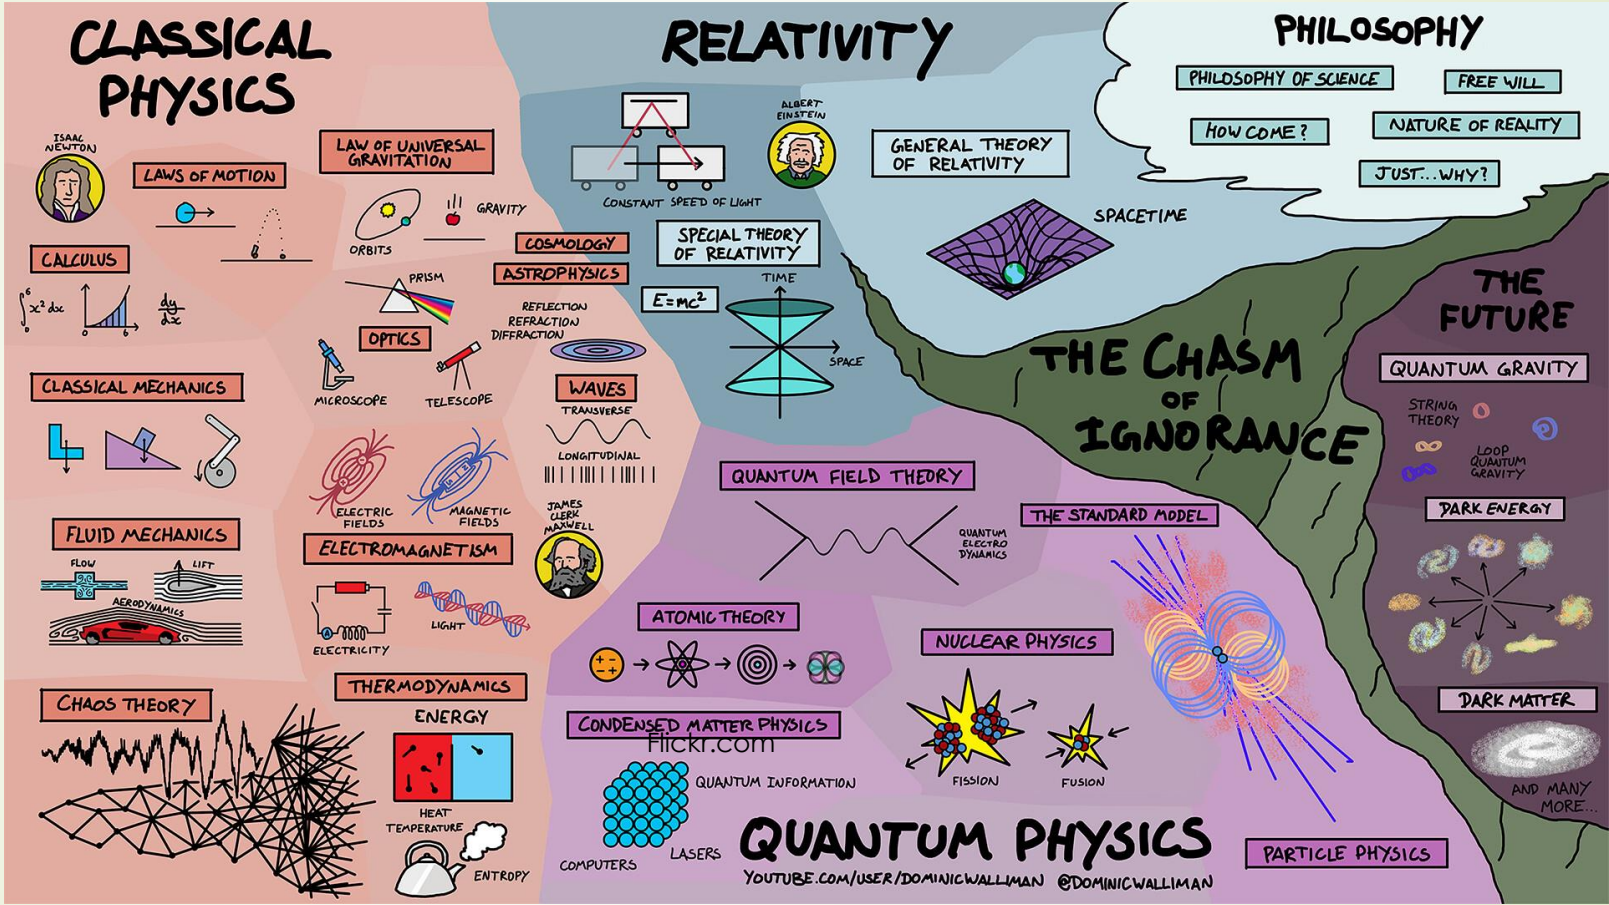 CLASSICAL
PHYSICS
ISAAC
NEWTON
LAWS OF MOTION
LAW OF UNIVERSAL
GRAVITATION
ORBITS
GRAVITY
CALCULUS
∫₀⁶ x² dx
0
6
dy
dx
PRISM
OPTICS
MICROSCOPE
TELESCOPE
COSMOLOGY
ASTROPHYSICS
REFLECTION
REFRACTION
DIFFRACTION
WAVES
TRANSVERSE
LONGITUDINAL
CLASSICAL MECHANICS
ELECTRIC
FIELDS
MAGNETIC
FIELDS
JAMES
CLERK
MAXWELL
FLUID MECHANICS
FLOW
LIFT
AERODYNAMICS
ELECTROMAGNETISM
A
ELECTRICITY
LIGHT
CHAOS THEORY
THERMODYNAMICS
ENERGY
HEAT
TEMPERATURE
ENTROPY
RELATIVITY
ALBERT
EINSTEIN
CONSTANT SPEED OF LIGHT
SPECIAL THEORY
OF RELATIVITY
E=mc²
TIME
SPACE
GENERAL THEORY
OF RELATIVITY
SPACETIME
PHILOSOPHY
PHILOSOPHY OF SCIENCE
FREE WILL
HOW COME?
NATURE OF REALITY
JUST...WHY?
THE CHASM
OF
IGNORANCE
THE
FUTURE
QUANTUM GRAVITY
STRING
THEORY
LOOP
QUANTUM
GRAVITY
DARK ENERGY
DARK MATTER
AND MANY
MORE...
QUANTUM FIELD THEORY
QUANTUM
ELECTRO
DYNAMICS
THE STANDARD MODEL
ATOMIC THEORY
NUCLEAR PHYSICS
FISSION
FUSION
CONDENSED MATTER PHYSICS
Flickr.com
QUANTUM INFORMATION
LASERS
COMPUTERS
PARTICLE PHYSICS
QUANTUM PHYSICS
YOUTUBE.COM/USER/DOMINICWALLIMAN @DOMINICWALLIMAN